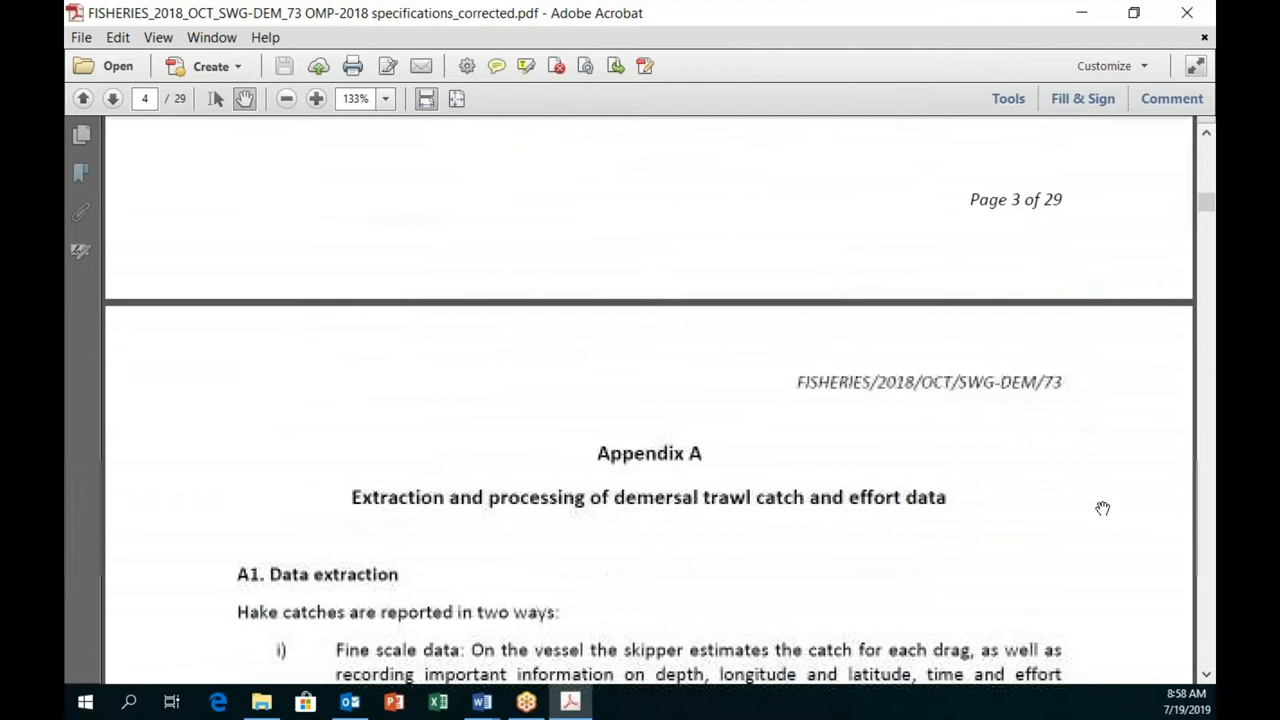 FISHERIES_2018_OCT_SWG-DEM_73 OMP-2018 specifications_corrected.pdf - Adobe Acrobat
File Edit View Window Help
Open Create Customize
4 / 29 133% Tools Fill & Sign Comment
Page 3 of 29
FISHERIES/2018/OCT/SWG-DEM/73
Appendix A
Extraction and processing of demersal trawl catch and effort data
A1. Data extraction
Hake catches are reported in two ways:
i) Fine scale data: On the vessel the skipper estimates the catch for each drag, as well as
recording important information on depth, longitude and latitude, time and effort
8:58 AM
7/19/2019